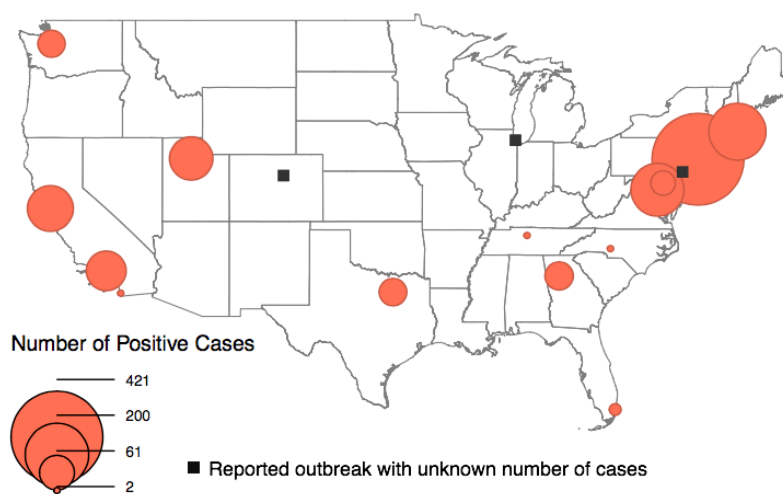 Number of Positive Cases
421
200
61
2
Reported outbreak with unknown number of cases